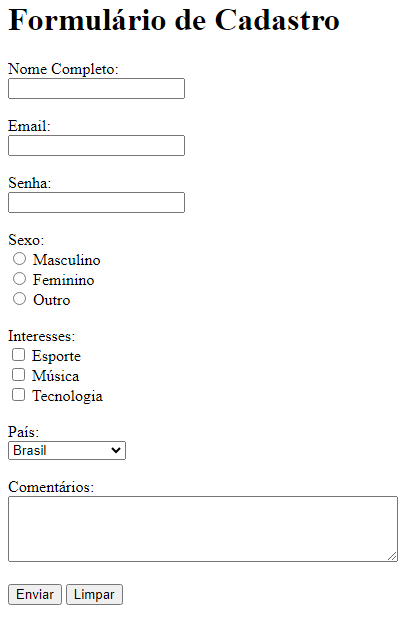 Formulário de Cadastro
Nome Completo:
Email:
Senha:
Sexo:
Masculino
Feminino
Outro
Interesses:
Esporte
Música
Tecnologia
País:
Brasil
Comentários:
Enviar Limpar